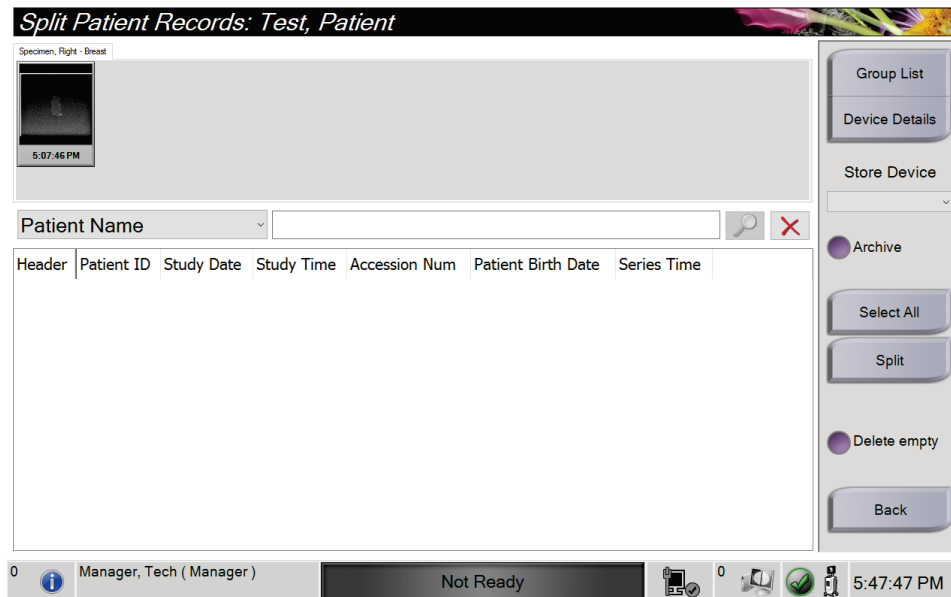 Split Patient Records: Test, Patient
Specimen, Right - Breast
5:07:46 PM
Group List
Device Details
Store Device
Patient Name
Archive
Header Patient ID Study Date Study Time Accession Num Patient Birth Date Series Time
Select All
Split
Delete empty
Back
0
Manager, Tech ( Manager )
Not Ready
0
5:47:47 PM